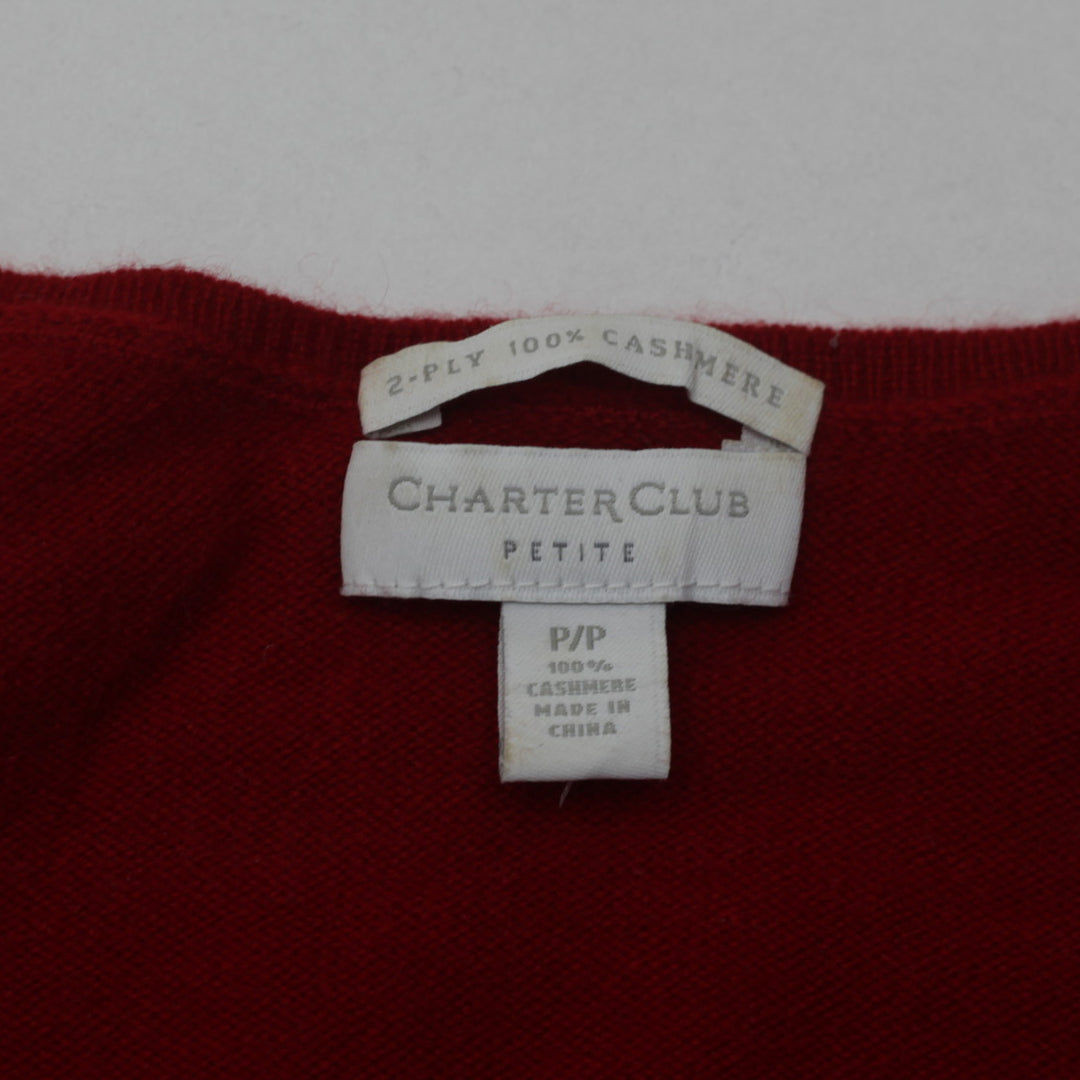 2-PLY 100% CASHMERE
CHARTER CLUB
PETITE
P/P
100%
CASHMERE
MADE IN
CHINA